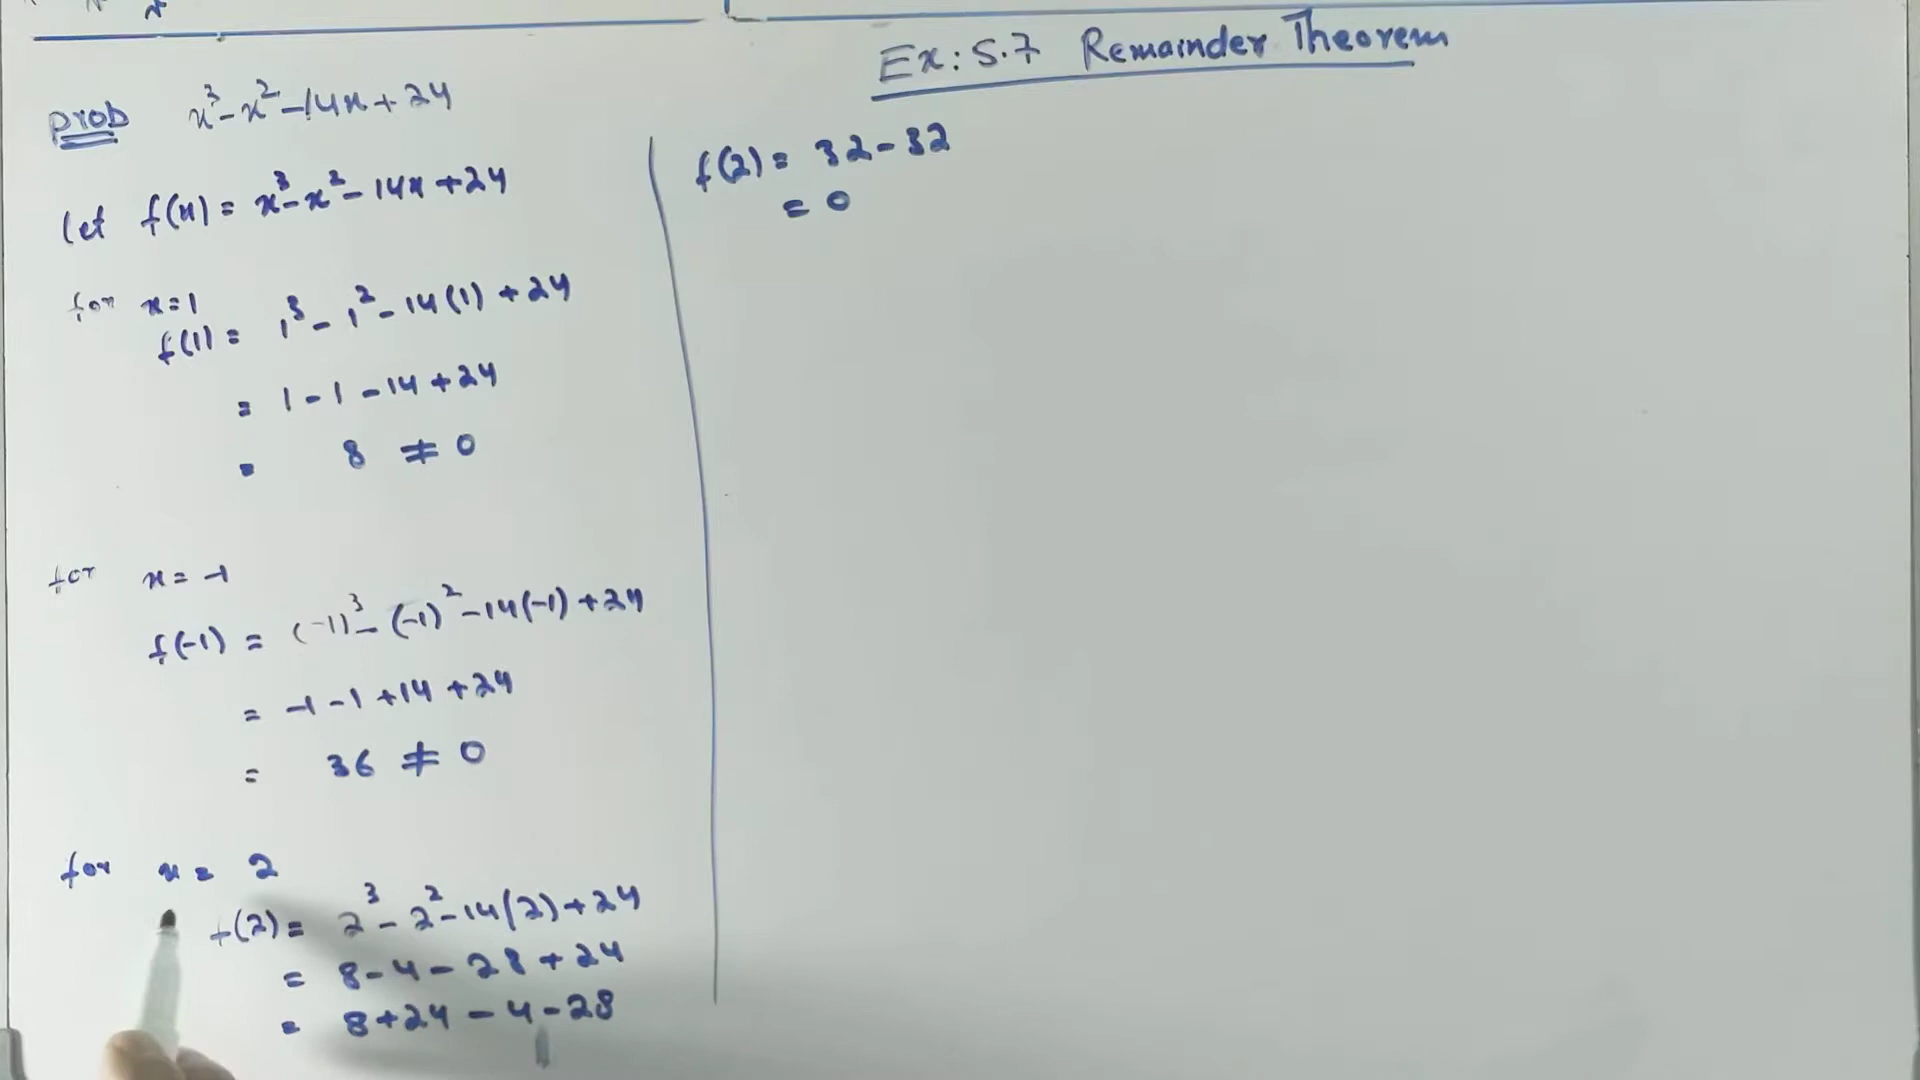 Ex: 5.7 Remainder Theorem
prob x³-x²-14x+24
let f(x) = x³-x²-14x+24
for x=1
f(1) = 1³-1²-14(1)+24
= 1-1-14+24
= 8 ≠ 0
for x=-1
f(-1) = (-1)³-(-1)²-14(-1)+24
= -1-1+14+24
= 36 ≠ 0
for x= 2
f(2)= 2³-2²-14(2)+24
= 8-4-28+24
= 8+24-4-28
f(2)= 32-32
= 0